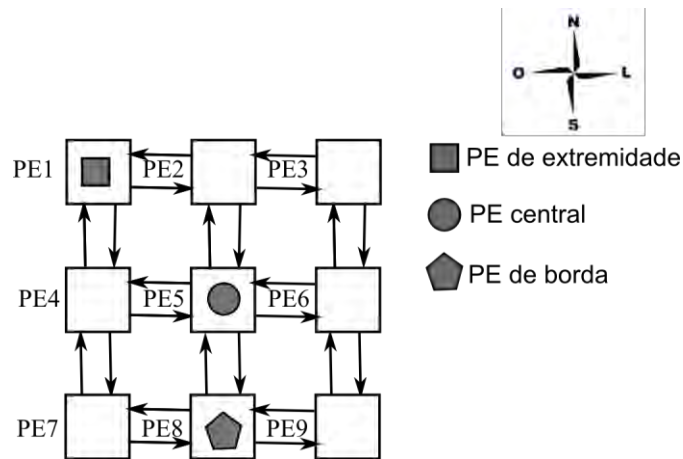 N
O L
S
PE de extremidade
PE central
PE de borda
PE1 PE2 PE3
PE4 PE5 PE6
PE7 PE8 PE9